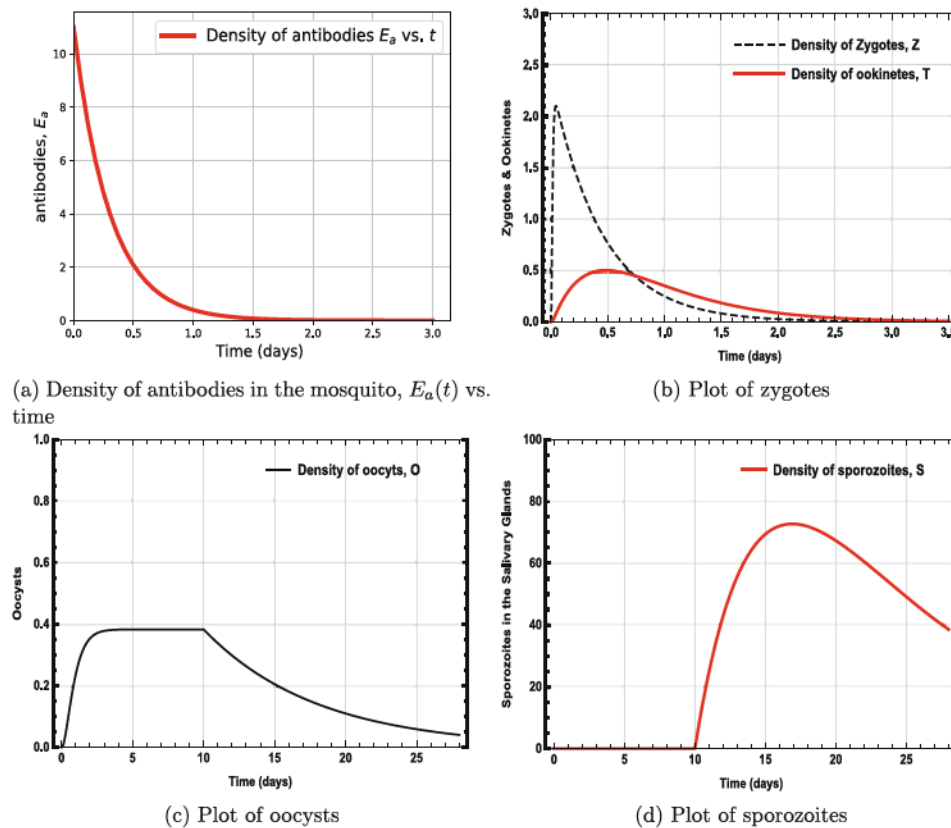 Density of antibodies Eₐ vs. t
antibodies, Eₐ
10
8
6
4
2
0
0.0 0.5 1.0 1.5 2.0 2.5 3.0
Time (days)
(a) Density of antibodies in the mosquito, Eₐ(t) vs.
time
Density of Zygotes, Z
Density of ookinetes, T
Zygotes & Ookinetes
3.0
2.5
2.0
1.5
1.0
0.5
0.0
0.0 0.5 1.0 1.5 2.0 2.5 3.0
Time (days)
(b) Plot of zygotes
Density of oocyts, O
Oocysts
1.0
0.8
0.6
0.4
0.2
0.0
0 5 10 15 20 25
Time (days)
(c) Plot of oocysts
Density of sporozoites, S
Sporozoites in the Salivary Glands
100
80
60
40
20
0
0 5 10 15 20 25
Time (days)
(d) Plot of sporozoites